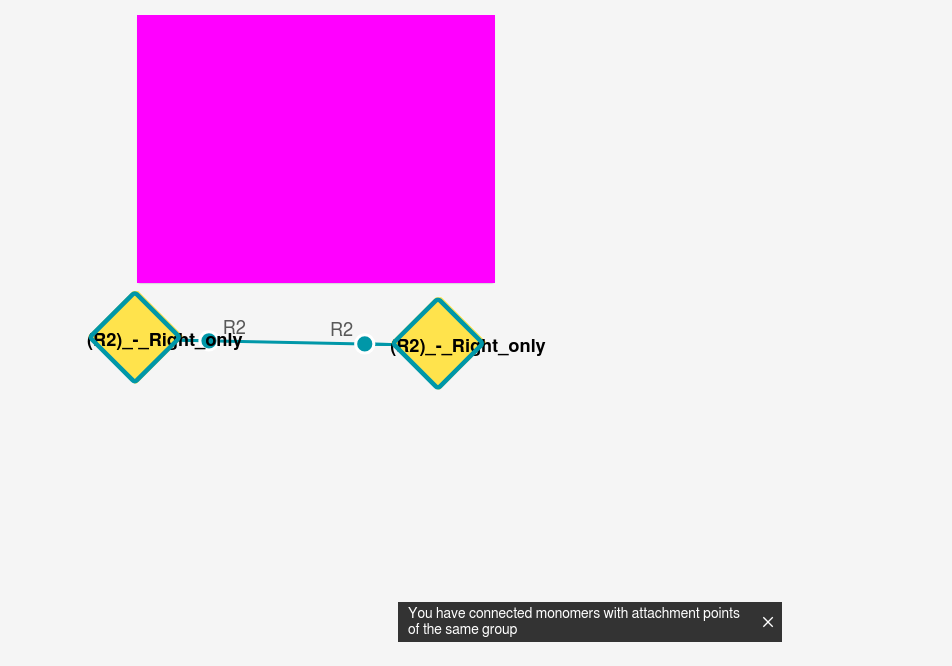 R2
R2
(R2)_-_Right_only
(R2)_-_Right_only
You have connected monomers with attachment points
of the same group